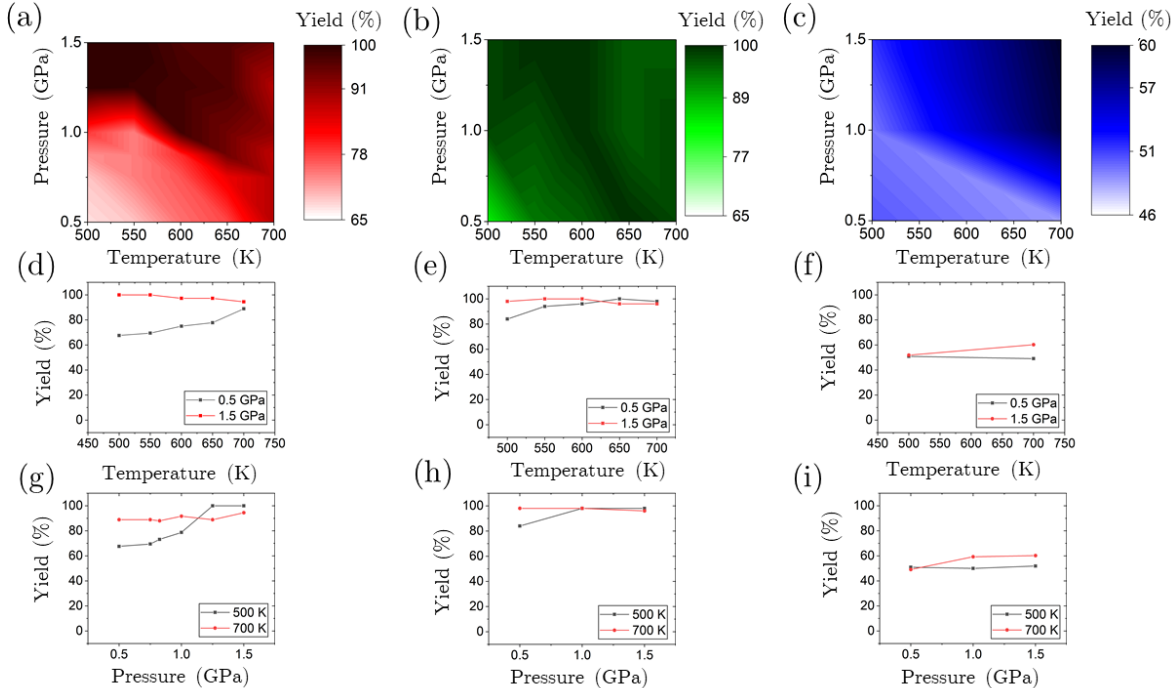 (a) Yield (%)
Pressure (GPa)
1.5
1.0
0.5
500 550 600 650 700
Temperature (K)
100
91
78
65
(b) Yield (%)
Pressure (GPa)
1.5
1.0
0.5
500 550 600 650 700
Temperature (K)
100
89
77
65
(c) Yield (%)
Pressure (GPa)
1.5
1.0
0.5
500 550 600 650 700
Temperature (K)
60
57
51
46
(d)
Yield (%)
100
80
60
40
20
0
0.5 GPa
1.5 GPa
450 500 550 600 650 700 750
Temperature (K)
(e)
Yield (%)
100
80
60
40
20
0
0.5 GPa
1.5 GPa
500 550 600 650 700
Temperature (K)
(f)
Yield (%)
100
80
60
40
20
0
0.5 GPa
1.5 GPa
450 500 550 600 650 700 750
Temperature (K)
(g)
Yield (%)
100
80
60
40
20
0
500 K
700 K
0.5 1.0 1.5
Pressure (GPa)
(h)
Yield (%)
100
80
60
40
20
0
500 K
700 K
0.5 1.0 1.5
Pressure (GPa)
(i)
Yield (%)
100
80
60
40
20
0
500 K
700 K
0.5 1.0 1.5
Pressure (GPa)